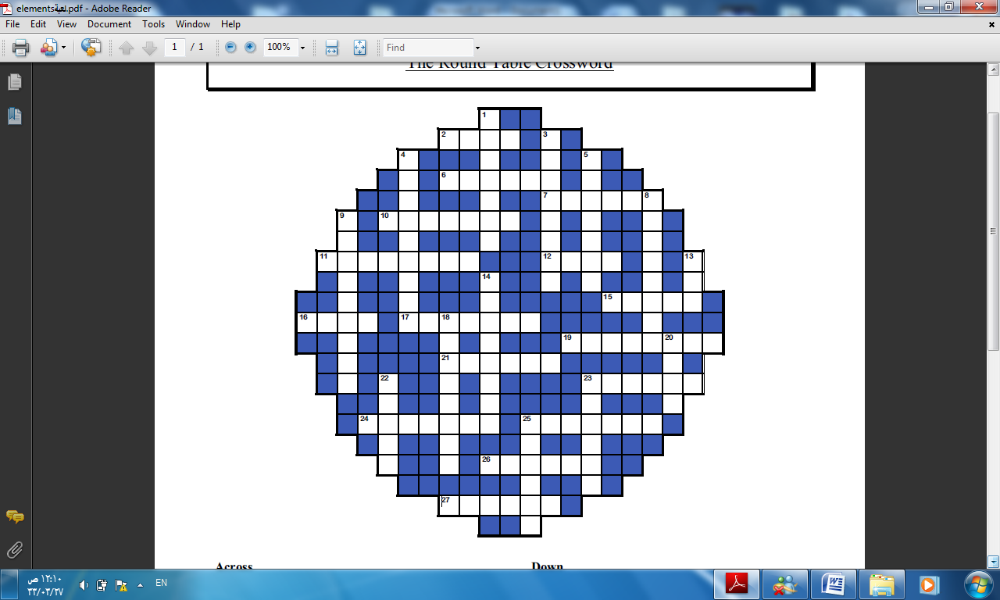 elementsلعبة.pdf - Adobe Reader
File Edit View Document Tools Window Help
1 / 1 100% Find
The Round Table Crossword
1
2 3
4 5
6
7 8
9 10
11 12 13
14
15
16 17 18
19 20
21
22 23
24 25
26
27
Across Down
EN
١٢:١٠ ص
٣٣/٠٣/٢٧